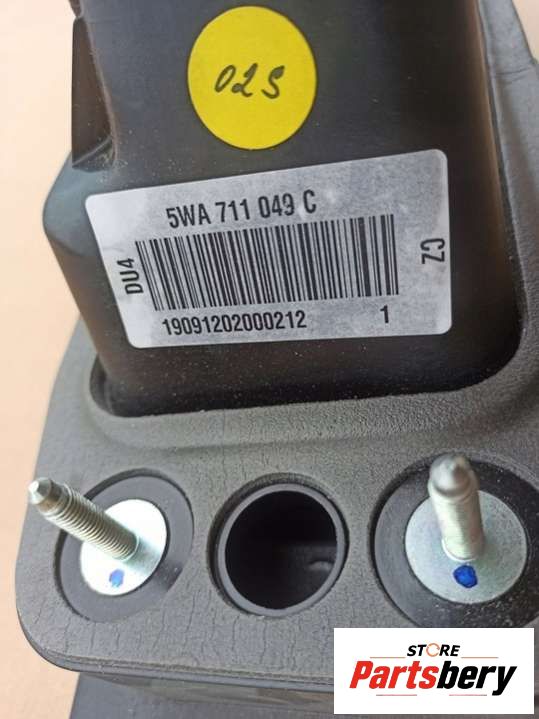 02S
5WA 711 049 C
DU4
CZ
19091202000212 1
STORE
Partsbery